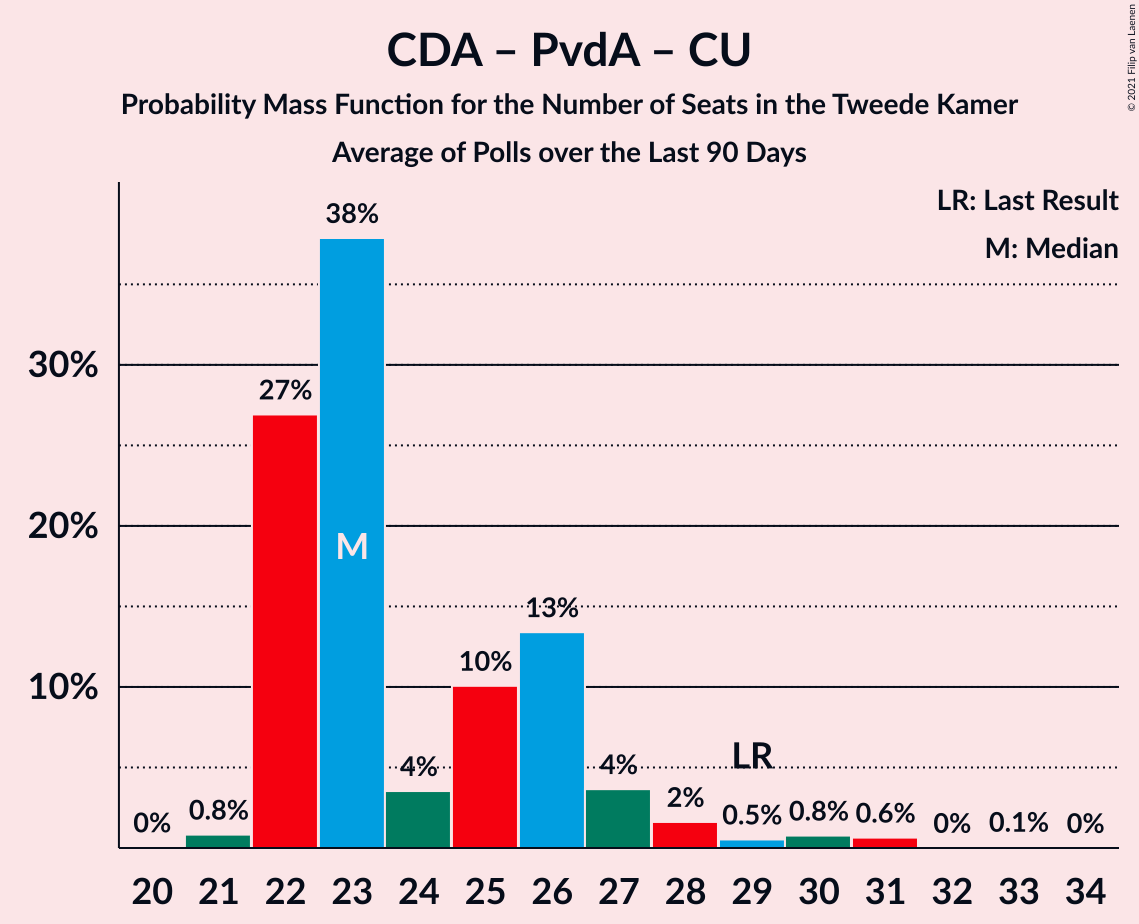 CDA – PvdA – CU
Probability Mass Function for the Number of Seats in the Tweede Kamer
Average of Polls over the Last 90 Days
© 2021 Filip van Laenen
LR: Last Result
M: Median
38%
30%
27%
20%
M
13%
10%
10%
LR
4%
4%
2%
0%
0.8%
0.5%
0.8%
0.6%
0%
0.1%
0%
20 21 22 23 24 25 26 27 28 29 30 31 32 33 34